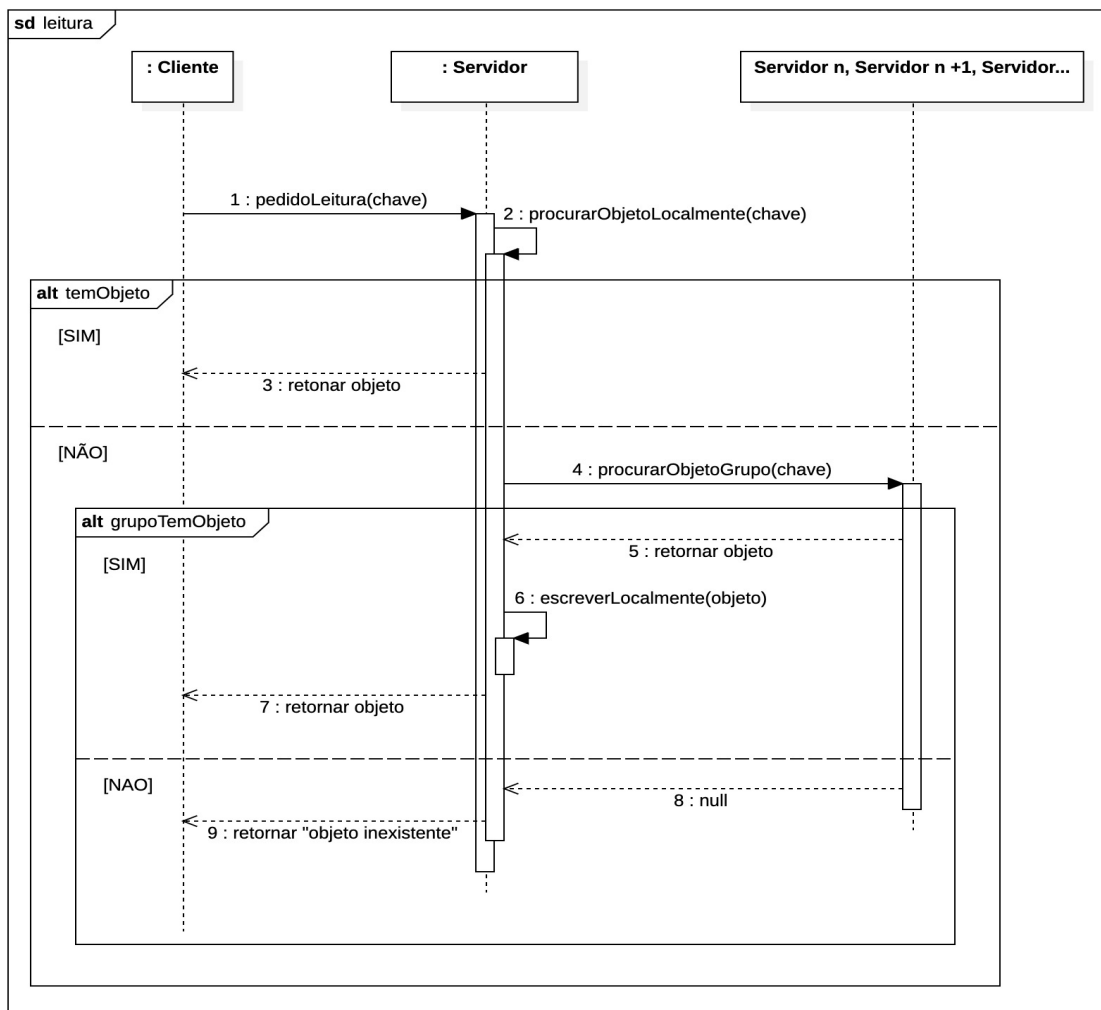 sd leitura
: Cliente
: Servidor
Servidor n, Servidor n +1, Servidor...
1 : pedidoLeitura(chave)
2 : procurarObjetoLocalmente(chave)
alt temObjeto
[SIM]
3 : retonar objeto
[NÃO]
4 : procurarObjetoGrupo(chave)
alt grupoTemObjeto
5 : retornar objeto
[SIM]
6 : escreverLocalmente(objeto)
7 : retornar objeto
[NAO]
8 : null
9 : retornar "objeto inexistente"